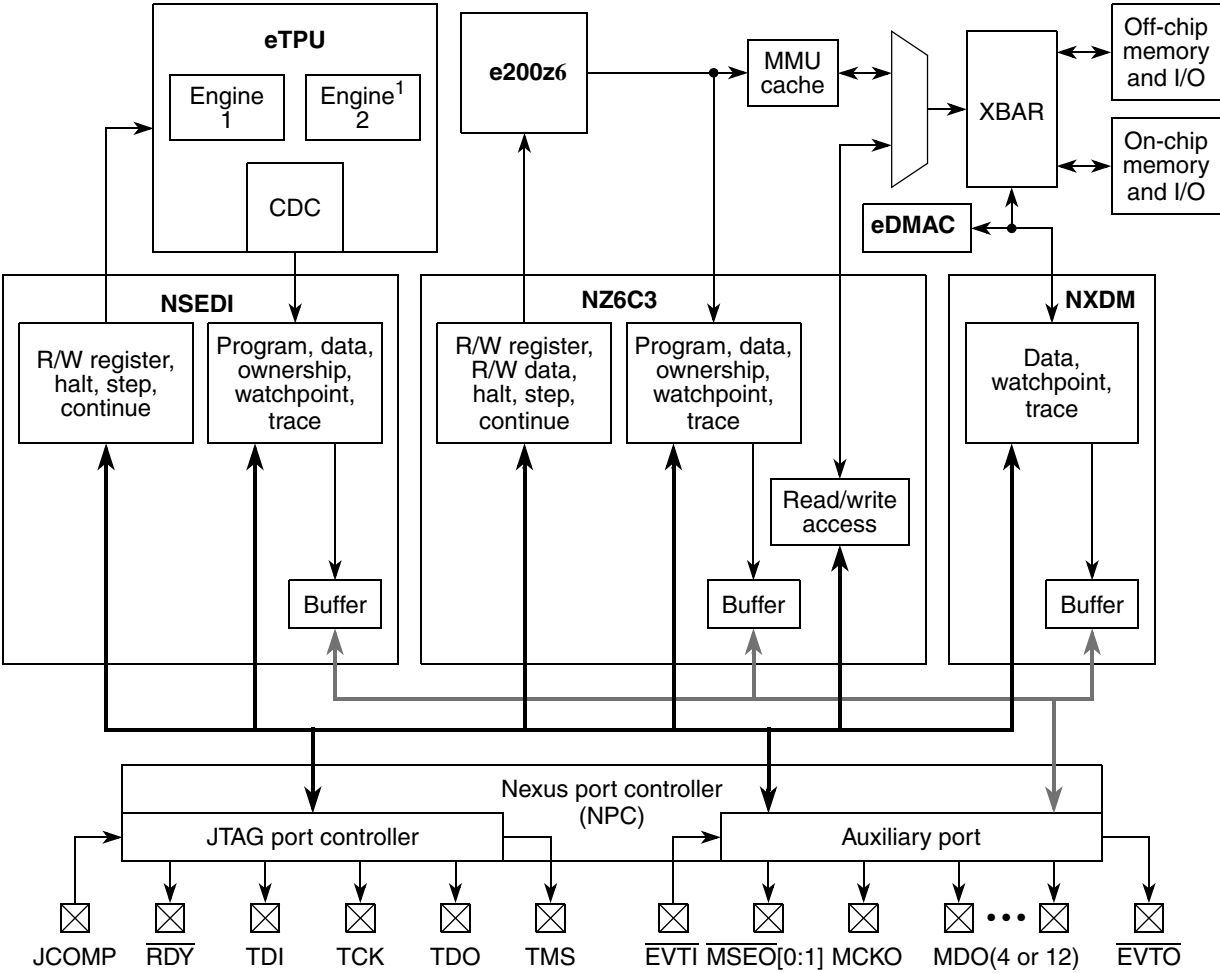 eTPU
Engine
1
Engine¹
2
CDC
e200z6
MMU
cache
XBAR
Off-chip
memory
and I/O
On-chip
memory
and I/O
eDMAC
NSEDI
R/W register,
halt, step,
continue
Program, data,
ownership,
watchpoint,
trace
Buffer
NZ6C3
R/W register,
R/W data,
halt, step,
continue
Program, data,
ownership,
watchpoint,
trace
Read/write
access
Buffer
NXDM
Data,
watchpoint,
trace
Buffer
Nexus port controller
(NPC)
JTAG port controller
Auxiliary port
JCOMP
RDY
TDI
TCK
TDO
TMS
EVTI
MSEO[0:1]
MCKO
MDO(4 or 12)
EVTO